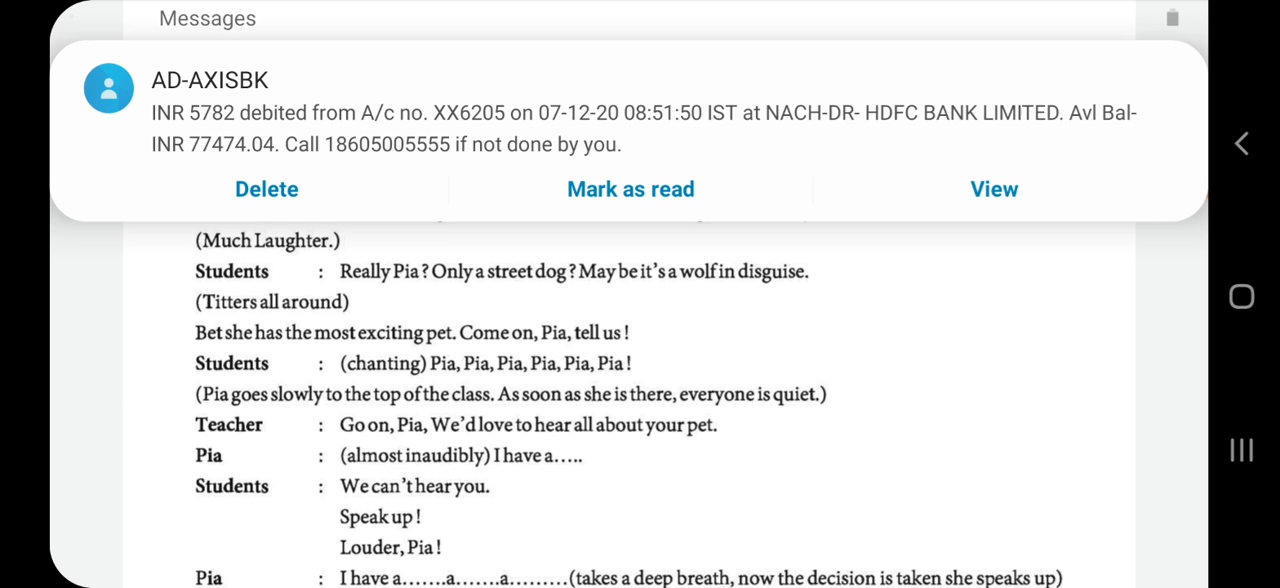 Messages
AD-AXISBK
INR 5782 debited from A/c no. XX6205 on 07-12-20 08:51:50 IST at NACH-DR- HDFC BANK LIMITED. Avl Bal-
INR 77474.04. Call 18605005555 if not done by you.
Delete Mark as read View
(Much Laughter.)
Students : Really Pia ? Only a street dog ? May be it's a wolf in disguise.
(Titters all around)
Bet she has the most exciting pet. Come on, Pia, tell us !
Students : (chanting) Pia, Pia, Pia, Pia, Pia, Pia !
(Pia goes slowly to the top of the class. As soon as she is there, everyone is quiet.)
Teacher : Go on, Pia, We'd love to hear all about your pet.
Pia : (almost inaudibly) I have a.....
Students : We can't hear you.
Speak up !
Louder, Pia !
Pia : I have a.......a.......a.........(takes a deep breath, now the decision is taken she speaks up)